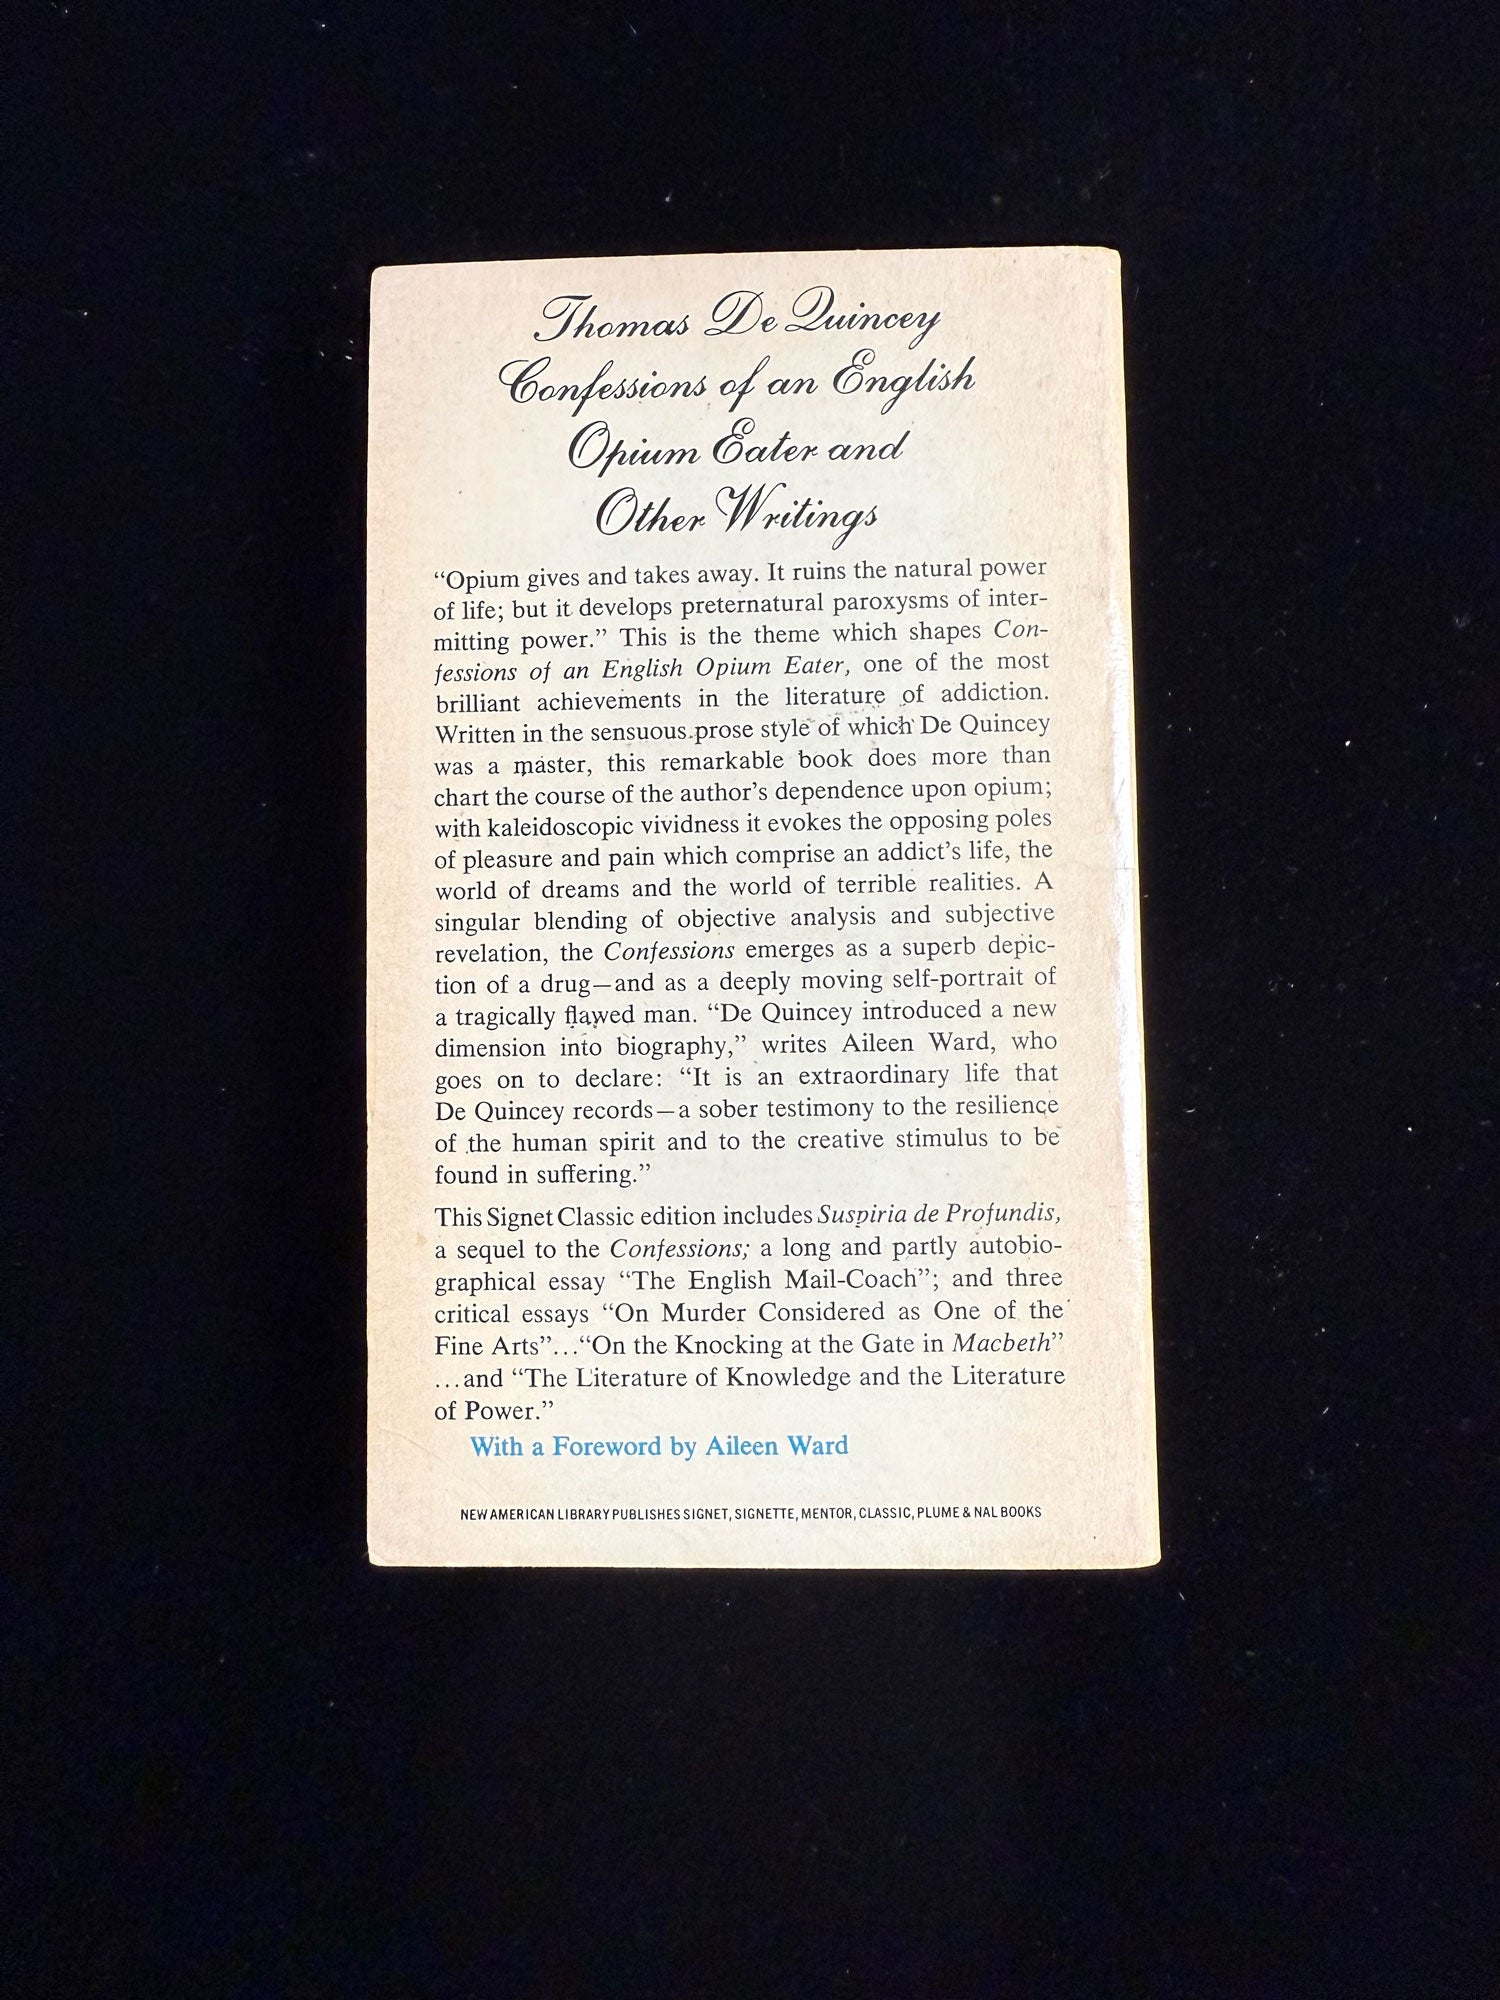 Thomas De Quincey
Confessions of an English
Opium Eater and
Other Writings
“Opium gives and takes away. It ruins the natural power
of life; but it develops preternatural paroxysms of inter-
mitting power.” This is the theme which shapes Con-
fessions of an English Opium Eater, one of the most
brilliant achievements in the literature of addiction.
Written in the sensuous prose style of which De Quincey
was a master, this remarkable book does more than
chart the course of the author’s dependence upon opium;
with kaleidoscopic vividness it evokes the opposing poles
of pleasure and pain which comprise an addict’s life, the
world of dreams and the world of terrible realities. A
singular blending of objective analysis and subjective
revelation, the Confessions emerges as a superb depic-
tion of a drug—and as a deeply moving self-portrait of
a tragically flawed man. “De Quincey introduced a new
dimension into biography,” writes Aileen Ward, who
goes on to declare: “It is an extraordinary life that
De Quincey records—a sober testimony to the resilience
of the human spirit and to the creative stimulus to be
found in suffering.”
This Signet Classic edition includes Suspiria de Profundis,
a sequel to the Confessions; a long and partly autobio-
graphical essay “The English Mail-Coach”; and three
critical essays “On Murder Considered as One of the
Fine Arts”...“On the Knocking at the Gate in Macbeth”
...and “The Literature of Knowledge and the Literature
of Power.”
With a Foreword by Aileen Ward
NEW AMERICAN LIBRARY PUBLISHES SIGNET, SIGNETTE, MENTOR, CLASSIC, PLUME & NAL BOOKS